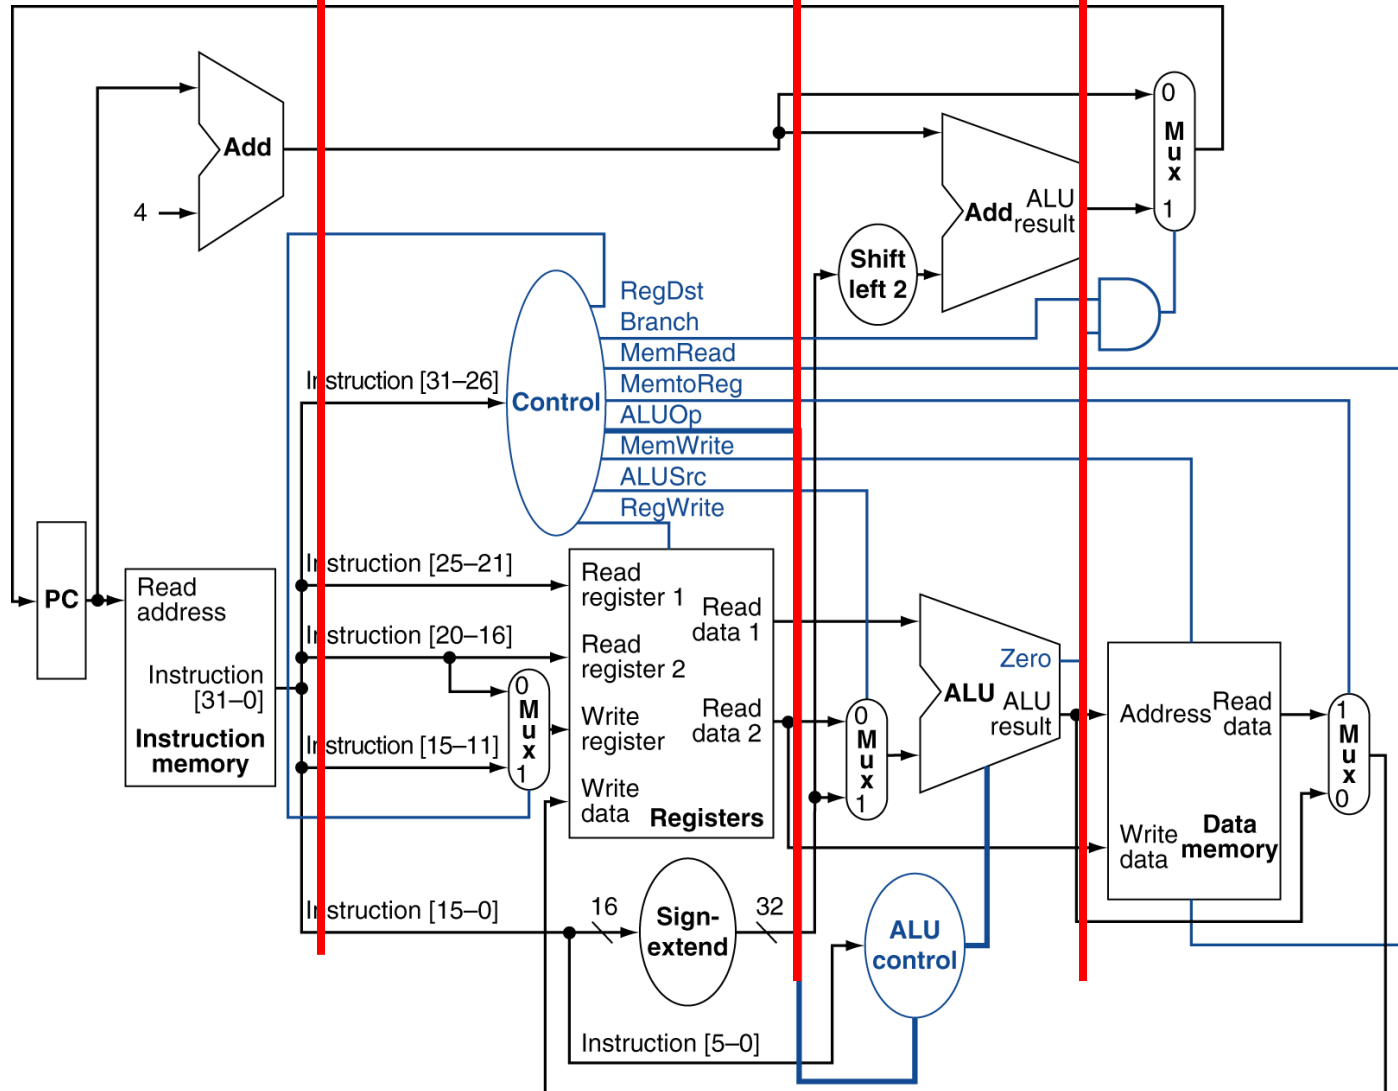 Add
4
0
Mux
1
Add
ALU
result
Shift
left 2
RegDst
Branch
MemRead
MemtoReg
ALUOp
MemWrite
ALUSrc
RegWrite
Control
Instruction [31–26]
Instruction [25–21]
Instruction [20–16]
Instruction [15–11]
Instruction [15–0]
Instruction [5–0]
PC
Read
address
Instruction
[31–0]
Instruction
memory
0
Mux
1
Read
register 1
Read
register 2
Write
register
Write
data
Read
data 1
Read
data 2
Registers
16
Sign-
extend
32
0
Mux
1
Zero
ALU
ALU
result
ALU
control
Address
Read
data
Write
data
Data
memory
1
Mux
0